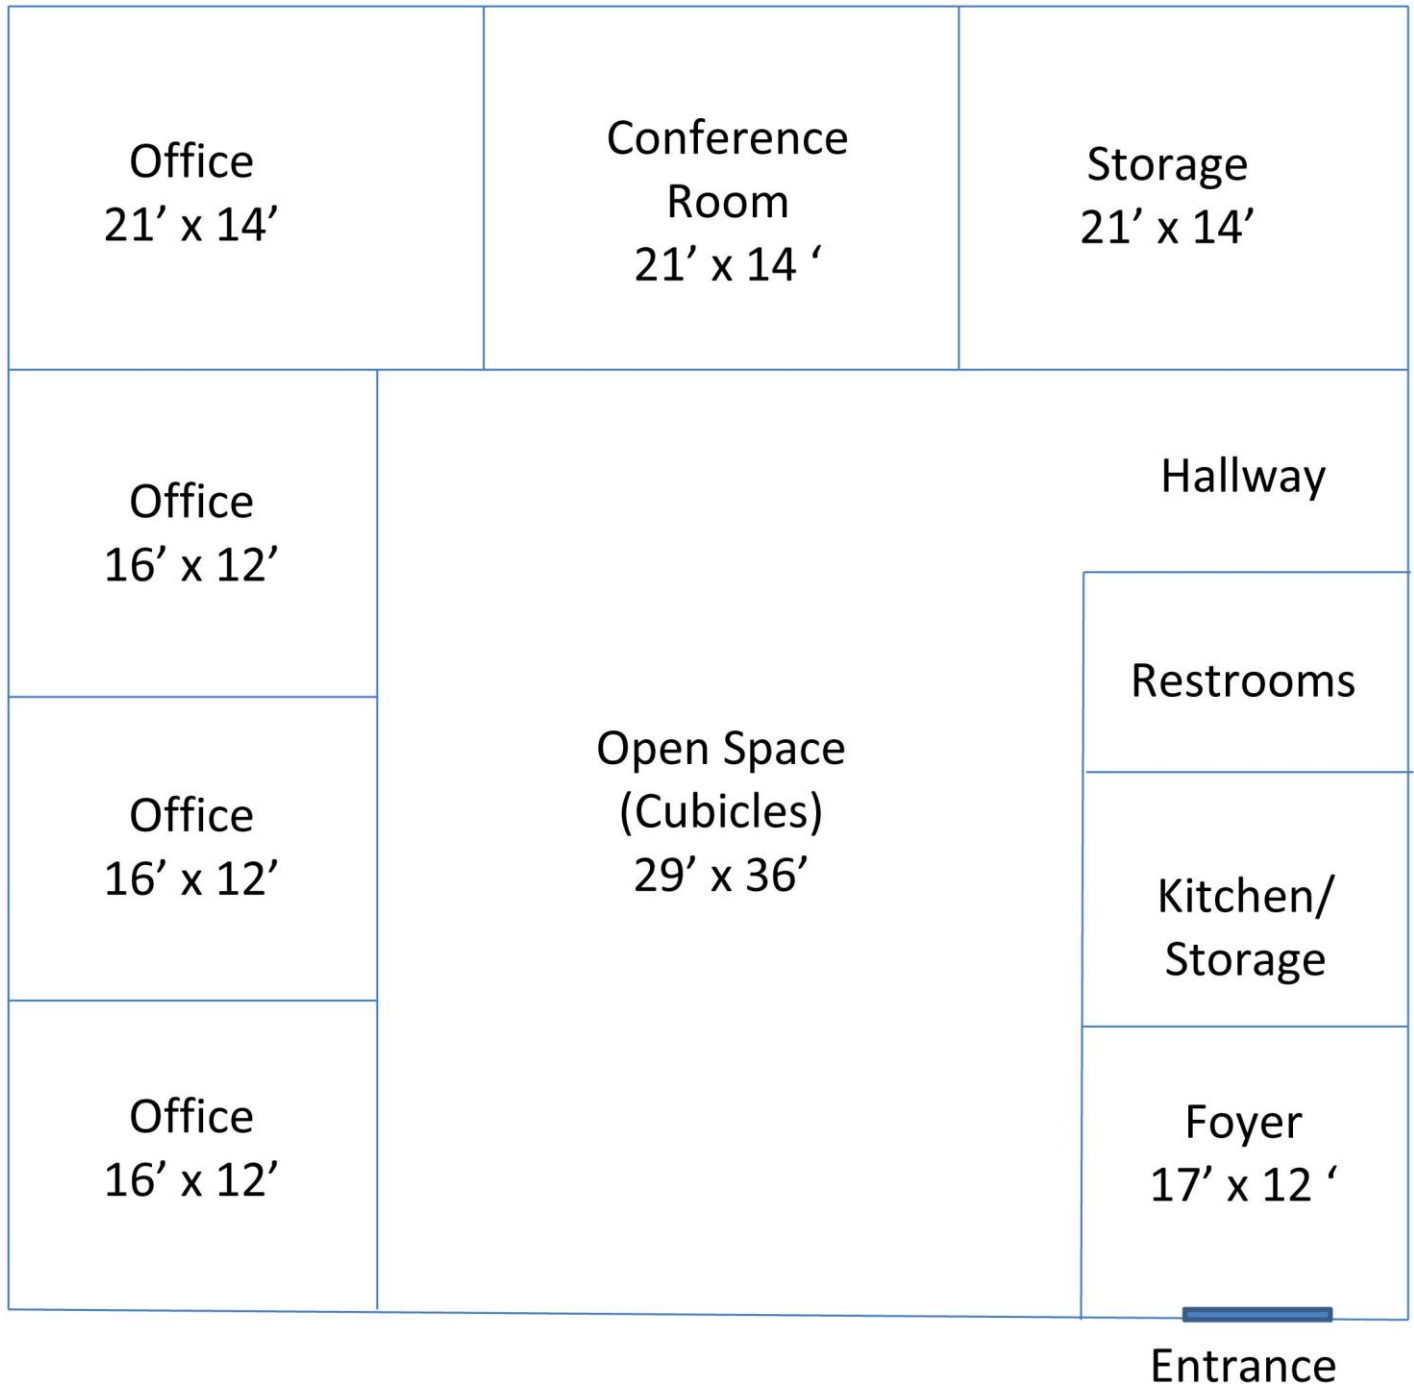 Office
21’ x 14’
Conference
Room
21’ x 14 ‘
Storage
21’ x 14’
Office
16’ x 12’
Hallway
Restrooms
Open Space
(Cubicles)
29’ x 36’
Office
16’ x 12’
Kitchen/
Storage
Office
16’ x 12’
Foyer
17’ x 12 ‘
Entrance